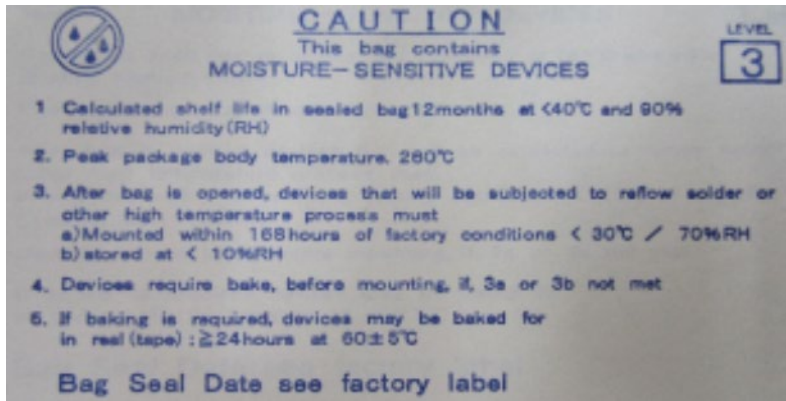 CAUTION
This bag contains
MOISTURE-SENSITIVE DEVICES
LEVEL
3
1 Calculated shelf life in sealed bag12months at <40℃ and 90%
relative humidity(RH)
2. Peak package body temperature. 260℃
3. After bag is opened, devices that will be subjected to reflow solder or
other high temperature process must
a)Mounted within 168hours of factory conditions < 30℃ / 70%RH
b)stored at < 10%RH
4. Devices require bake, before mounting, if, 3a or 3b not met
5. If baking is required, devices may be baked for
in real(tape):≧24hours at 60±5℃
Bag Seal Date see factory label